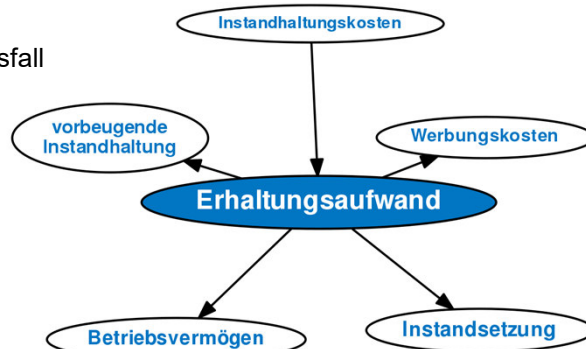 Instandhaltungskosten
sfall
vorbeugende
Instandhaltung
Werbungskosten
Erhaltungsaufwand
Betriebsvermögen
Instandsetzung